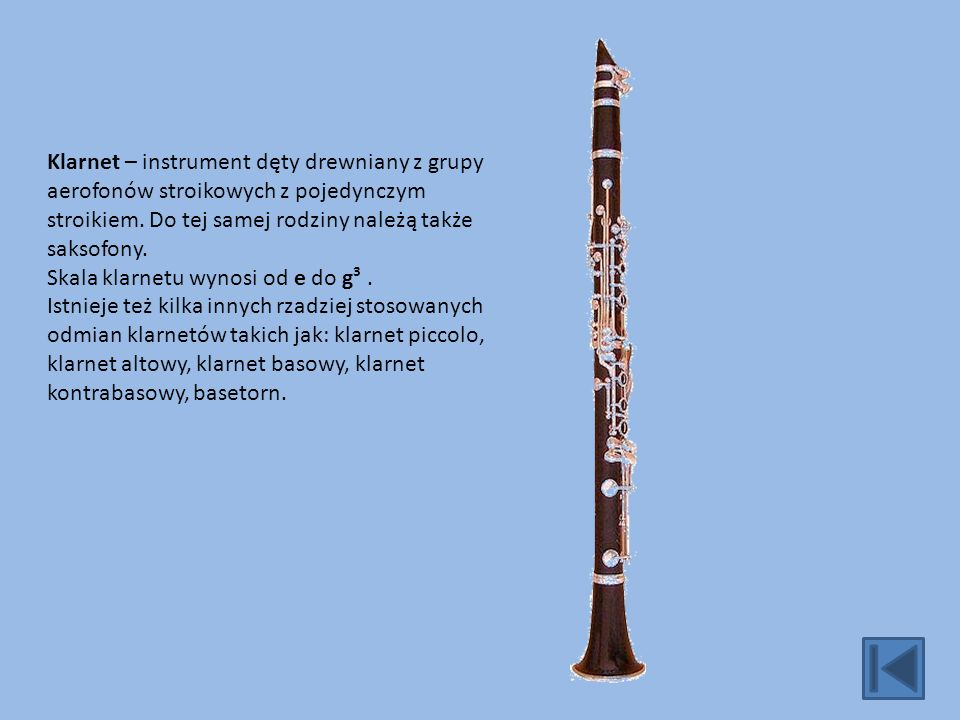 Klarnet – instrument dęty drewniany z grupy
aerofonów stroikowych z pojedynczym
stroikiem. Do tej samej rodziny należą także
saksofony.
Skala klarnetu wynosi od e do g³ .
Istnieje też kilka innych rzadziej stosowanych
odmian klarnetów takich jak: klarnet piccolo,
klarnet altowy, klarnet basowy, klarnet
kontrabasowy, basetorn.